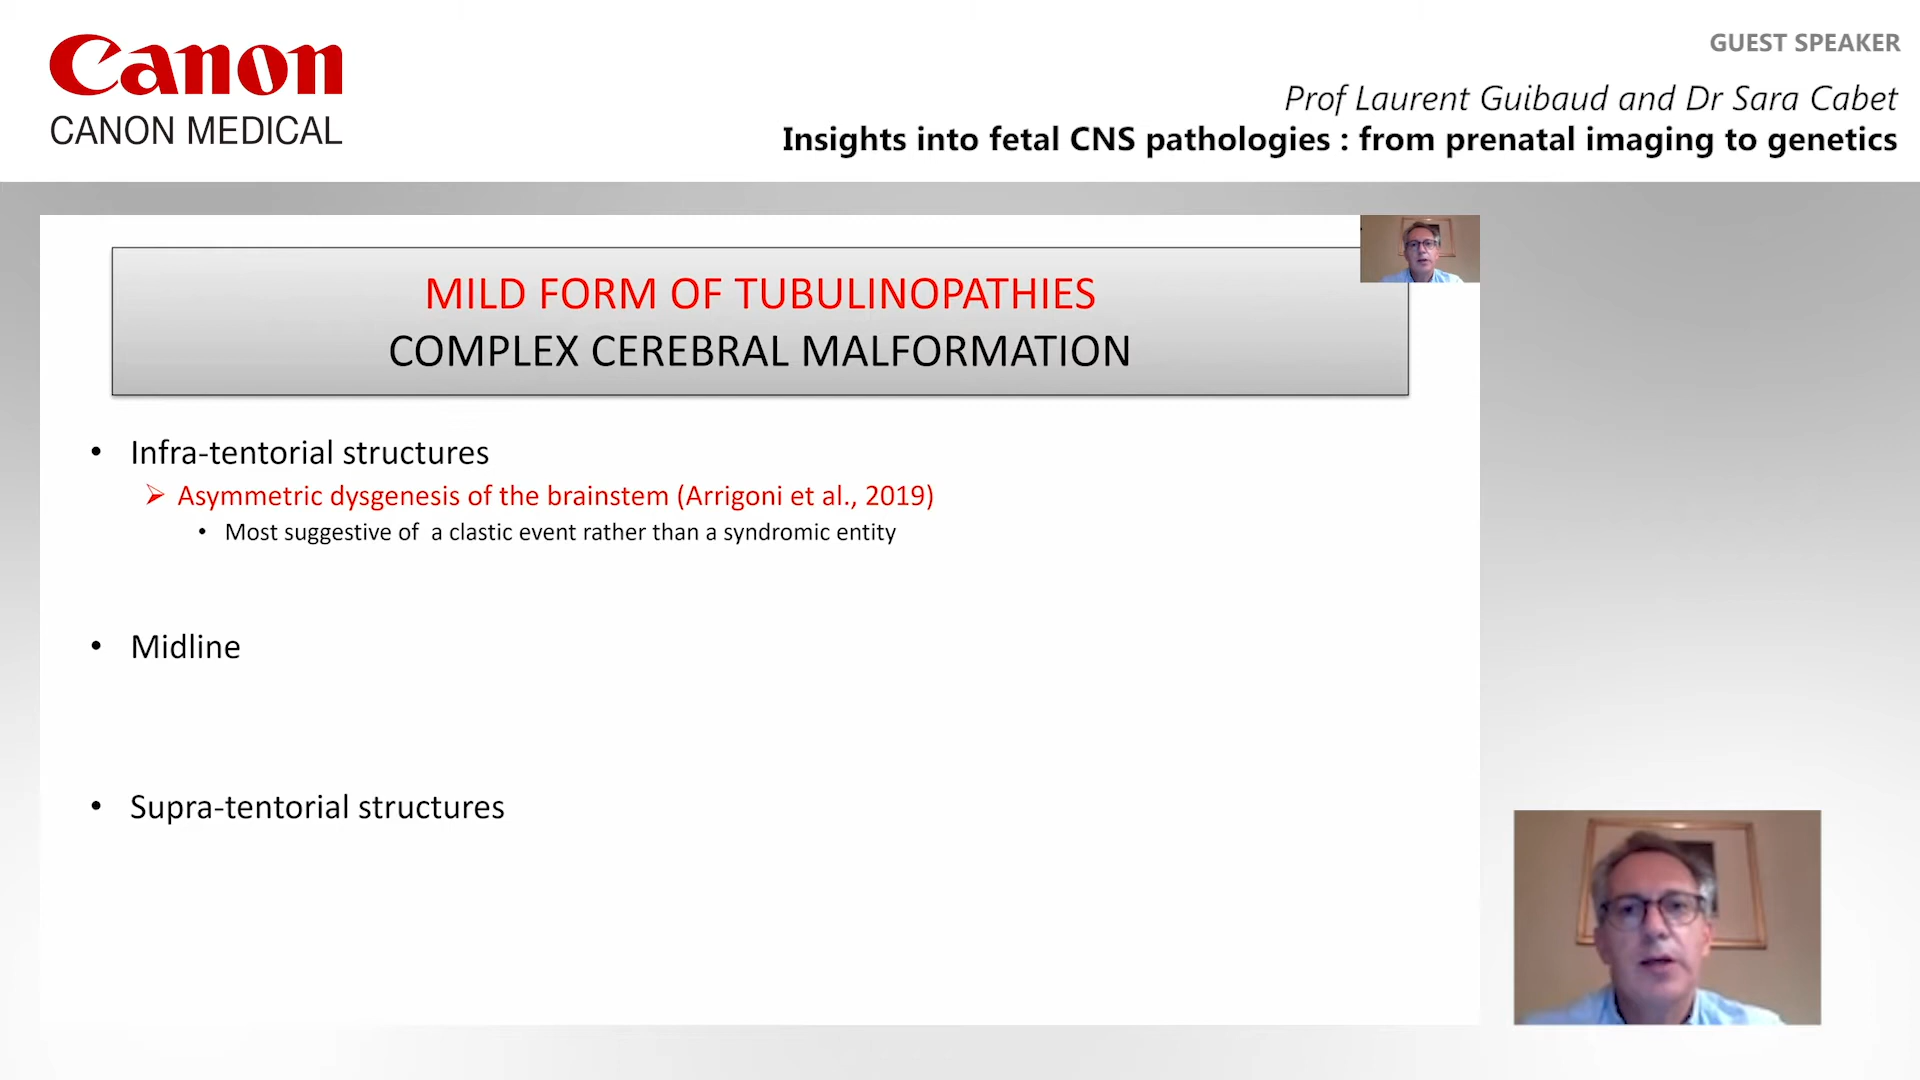 Canon
CANON MEDICAL
GUEST SPEAKER
Prof Laurent Guibaud and Dr Sara Cabet
Insights into fetal CNS pathologies : from prenatal imaging to genetics
MILD FORM OF TUBULINOPATHIES
COMPLEX CEREBRAL MALFORMATION
• Infra-tentorial structures
➢ Asymmetric dysgenesis of the brainstem (Arrigoni et al., 2019)
• Most suggestive of a clastic event rather than a syndromic entity
• Midline
• Supra-tentorial structures